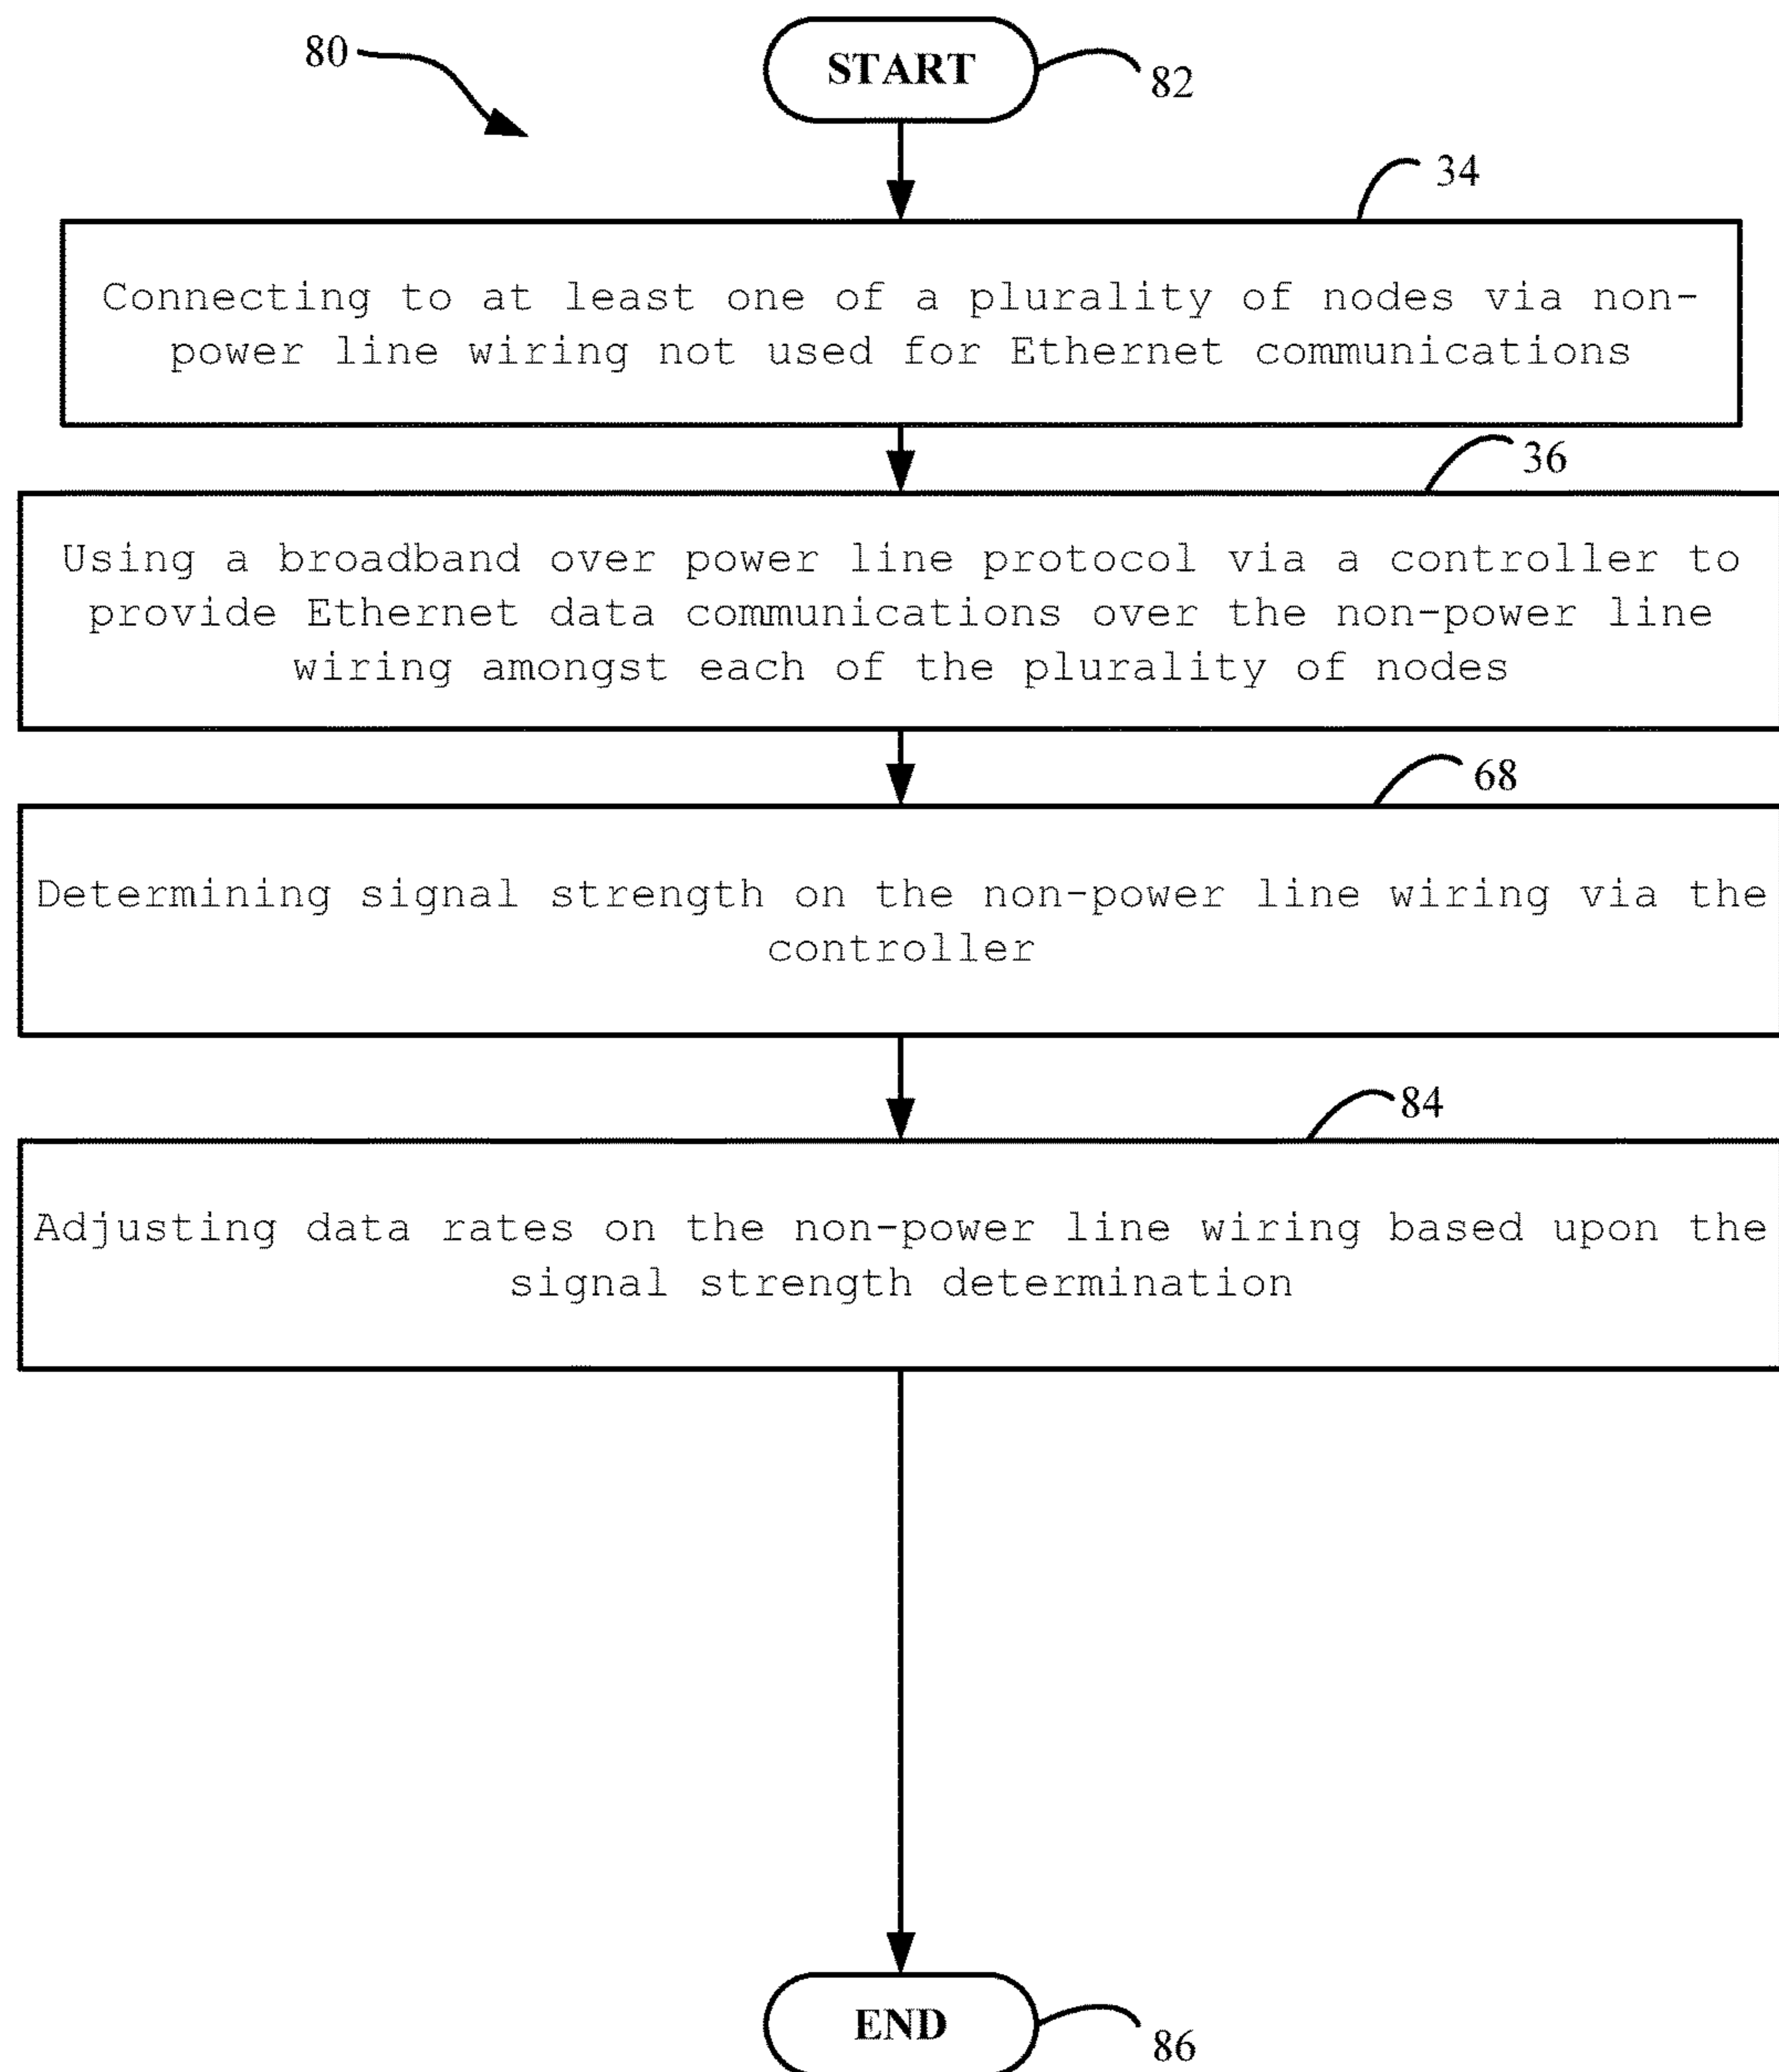 80
START
82
34
Connecting to at least one of a plurality of nodes via non-
power line wiring not used for Ethernet communications
36
Using a broadband over power line protocol via a controller to
provide Ethernet data communications over the non-power line
wiring amongst each of the plurality of nodes
68
Determining signal strength on the non-power line wiring via the
controller
84
Adjusting data rates on the non-power line wiring based upon the
signal strength determination
END
86